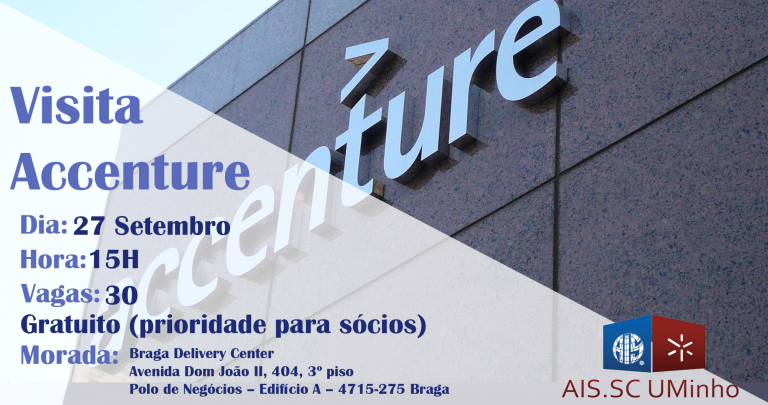 Visita
Accenture
accenture
Dia: 27 Setembro
Hora: 15H
Vagas: 30
Gratuito (prioridade para sócios)
Morada: Braga Delivery Center
Avenida Dom João II, 404, 3º piso
Polo de Negócios – Edifício A – 4715-275 Braga
AIS
AIS.SC UMinho